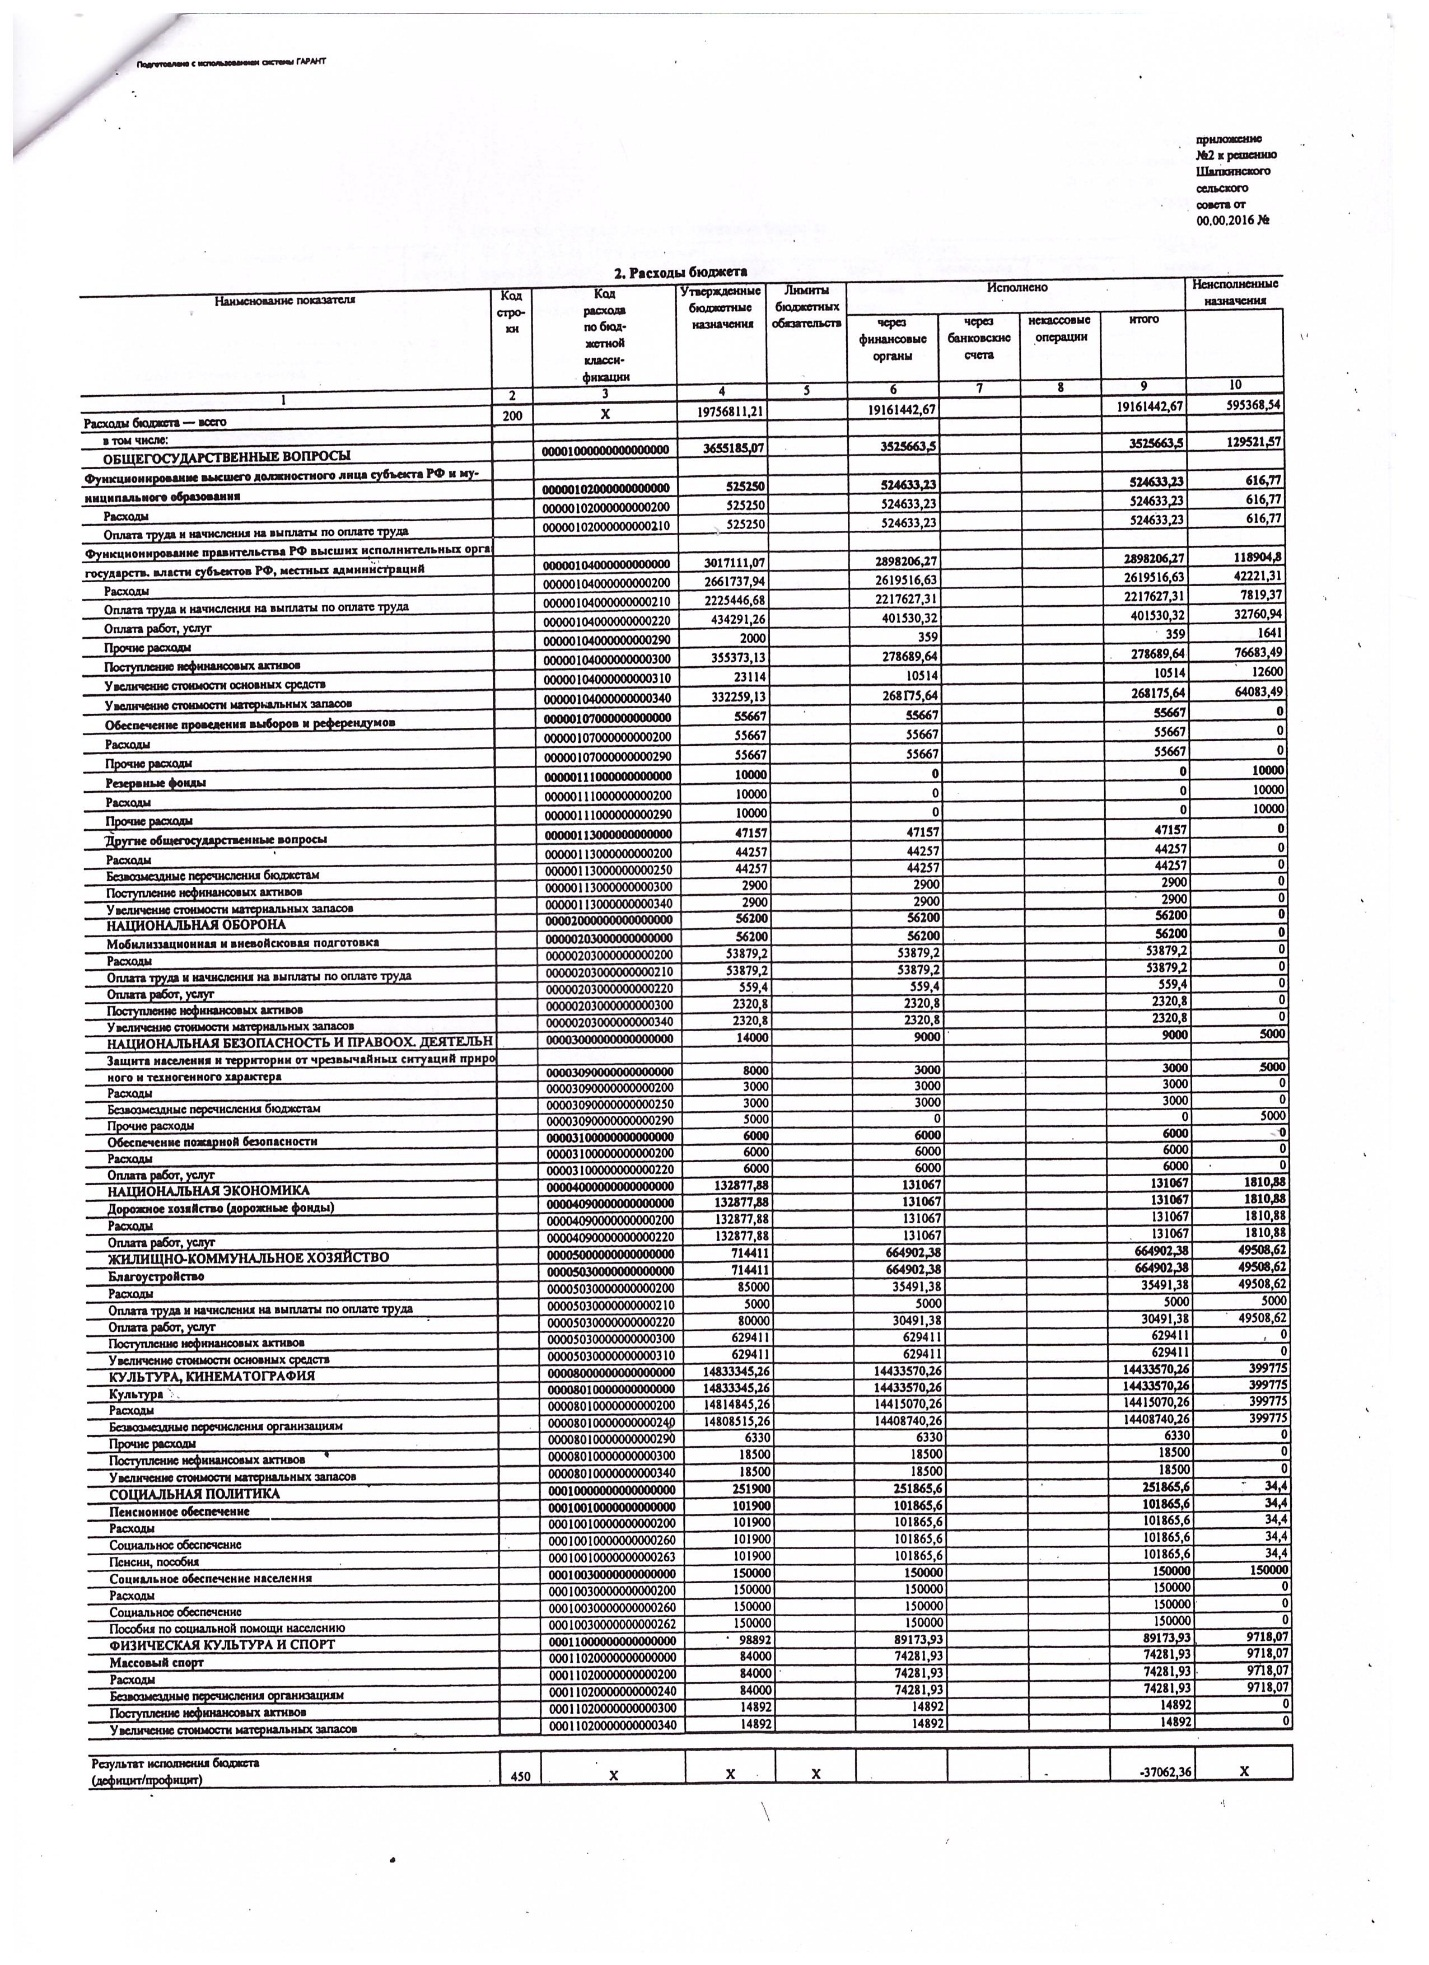 Подготовлено с использованием системы ГАРАНТ
приложение
№2 к решению
Шапкинского
сельского
совета от
00.00.2016 №
2. Расходы бюджета
Наименование показателя | Код стро- ки | Код расхода по бюд- жетной класси- фикации | Утвержденные бюджетные назначения | Лимиты бюджетных обязательств | Исполнено | Неисполненные назначения
через финансовые органы | через банковские счета | некассовые операции | итого
1 2 3 4 5 6 7 8 9 10
Расходы бюджета — всего 200 X 19756811,21 19161442,67 19161442,67 595368,54
в том числе:
ОБЩЕГОСУДАРСТВЕННЫЕ ВОПРОСЫ 00001000000000000000 3655185,07 3525663,5 3525663,5 129521,57
Функционирование высшего должностного лица субъекта РФ и му-
ниципального образования 00000102000000000000 525250 524633,23 524633,23 616,77
Расходы 00000102000000000200 525250 524633,23 524633,23 616,77
Оплата труда и начисления на выплаты по оплате труда 00000102000000000210 525250 524633,23 524633,23 616,77
Функционирование правительства РФ высших исполнительных орга
государств. власти субъектов РФ, местных администраций 00000104000000000000 3017111,07 2898206,27 2898206,27 118904,8
Расходы 00000104000000000200 2661737,94 2619516,63 2619516,63 42221,31
Оплата труда и начисления на выплаты по оплате труда 00000104000000000210 2225446,68 2217627,31 2217627,31 7819,37
Оплата работ, услуг 00000104000000000220 434291,26 401530,32 401530,32 32760,94
Прочие расходы 00000104000000000290 2000 359 359 1641
Поступление нефинансовых активов 00000104000000000300 355373,13 278689,64 278689,64 76683,49
Увеличение стоимости основных средств 00000104000000000310 23114 10514 10514 12600
Увеличение стоимости материальных запасов 00000104000000000340 332259,13 268175,64 268175,64 64083,49
Обеспечение проведения выборов и референдумов 00000107000000000000 55667 55667 55667 0
Расходы 00000107000000000200 55667 55667 55667 0
Прочие расходы 00000107000000000290 55667 55667 55667 0
Резервные фонды 00000111000000000000 10000 0 0 10000
Расходы 00000111000000000200 10000 0 0 10000
Прочие расходы 00000111000000000290 10000 0 0 10000
Другие общегосударственные вопросы 00000113000000000000 47157 47157 47157 0
Расходы 00000113000000000200 44257 44257 44257 0
Безвозмездные перечисления бюджетам 00000113000000000250 44257 44257 44257 0
Поступление нефинансовых активов 00000113000000000300 2900 2900 2900 0
Увеличение стоимости материальных запасов 00000113000000000340 2900 2900 2900 0
НАЦИОНАЛЬНАЯ ОБОРОНА 00002000000000000000 56200 56200 56200 0
Мобилизационная и вневойсковая подготовка 00000203000000000000 56200 56200 56200 0
Расходы 00000203000000000200 53879,2 53879,2 53879,2 0
Оплата труда и начисления на выплаты по оплате труда 00000203000000000210 53879,2 53879,2 53879,2 0
Оплата работ, услуг 00000203000000000220 559,4 559,4 559,4 0
Поступление нефинансовых активов 00000203000000000300 2320,8 2320,8 2320,8 0
Увеличение стоимости материальных запасов 00000203000000000340 2320,8 2320,8 2320,8 0
НАЦИОНАЛЬНАЯ БЕЗОПАСНОСТЬ И ПРАВООХ. ДЕЯТЕЛЬН 00003000000000000000 14000 9000 9000 5000
Защита населения и территории от чрезвычайных ситуаций приро
ного и техногенного характера 00003090000000000000 8000 3000 3000 5000
Расходы 00003090000000000200 3000 3000 3000 0
Безвозмездные перечисления бюджетам 00003090000000000250 3000 3000 3000 0
Прочие расходы 00003090000000000290 5000 0 0 5000
Обеспечение пожарной безопасности 00003100000000000000 6000 6000 6000 0
Расходы 00003100000000000200 6000 6000 6000 0
Оплата работ, услуг 00003100000000000220 6000 6000 6000 0
НАЦИОНАЛЬНАЯ ЭКОНОМИКА 00004000000000000000 132877,88 131067 131067 1810,88
Дорожное хозяйство (дорожные фонды) 00004090000000000000 132877,88 131067 131067 1810,88
Расходы 00004090000000000200 132877,88 131067 131067 1810,88
Оплата работ, услуг 00004090000000000220 132877,88 131067 131067 1810,88
ЖИЛИЩНО-КОММУНАЛЬНОЕ ХОЗЯЙСТВО 00005000000000000000 714411 664902,38 664902,38 49508,62
Благоустройство 00005030000000000000 714411 664902,38 664902,38 49508,62
Расходы 00005030000000000200 85000 35491,38 35491,38 49508,62
Оплата труда и начисления на выплаты по оплате труда 00005030000000000210 5000 5000 5000 5000
Оплата работ, услуг 00005030000000000220 80000 30491,38 30491,38 49508,62
Поступление нефинансовых активов 00005030000000000300 629411 629411 629411 0
Увеличение стоимости основных средств 00005030000000000310 629411 629411 629411 0
КУЛЬТУРА, КИНЕМАТОГРАФИЯ 00008000000000000000 14833345,26 14433570,26 14433570,26 399775
Культура 00008010000000000000 14833345,26 14433570,26 14433570,26 399775
Расходы 00008010000000000200 14814845,26 14415070,26 14415070,26 399775
Безвозмездные перечисления организациям 00008010000000000240 14808515,26 14408740,26 14408740,26 399775
Прочие расходы 00008010000000000290 6330 6330 6330 0
Поступление нефинансовых активов 00008010000000000300 18500 18500 18500 0
Увеличение стоимости материальных запасов 00008010000000000340 18500 18500 18500 0
СОЦИАЛЬНАЯ ПОЛИТИКА 00010000000000000000 251900 251865,6 251865,6 34,4
Пенсионное обеспечение 00010010000000000000 101900 101865,6 101865,6 34,4
Расходы 00010010000000000200 101900 101865,6 101865,6 34,4
Социальное обеспечение 00010010000000000260 101900 101865,6 101865,6 34,4
Пенсии, пособия 00010010000000000263 101900 101865,6 101865,6 34,4
Социальное обеспечение населения 00010030000000000000 150000 150000 150000 150000
Расходы 00010030000000000200 150000 150000 150000 0
Социальное обеспечение 00010030000000000260 150000 150000 150000 0
Пособия по социальной помощи населению 00010030000000000262 150000 150000 150000 0
ФИЗИЧЕСКАЯ КУЛЬТУРА И СПОРТ 00011000000000000000 98892 89173,93 89173,93 9718,07
Массовый спорт 00011020000000000000 84000 74281,93 74281,93 9718,07
Расходы 00011020000000000200 84000 74281,93 74281,93 9718,07
Безвозмездные перечисления организациям 00011020000000000240 84000 74281,93 74281,93 9718,07
Поступление нефинансовых активов 00011020000000000300 14892 14892 14892 0
Увеличение стоимости материальных запасов 00011020000000000340 14892 14892 14892 0
Результат исполнения бюджета
(дефицит/профицит) 450 X X X -37062,36 X